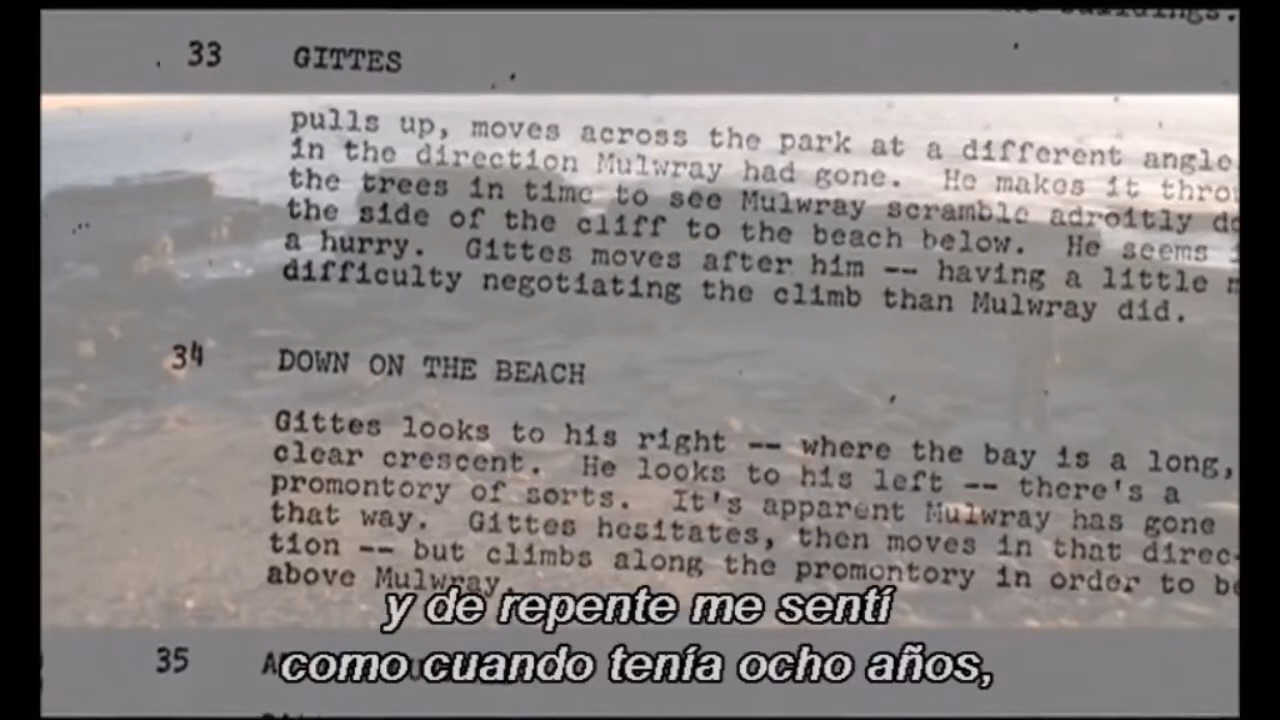 buildings.
33 GITTES
pulls up, moves across the park at a different angle
in the direction Mulwray had gone. He makes it
the trees in time to see Mulwray scramble adroitly
the side of the cliff to the beach below. He seems
a hurry. Gittes moves after him -- having a little
difficulty negotiating the climb than Mulwray did.
34 DOWN ON THE BEACH
Gittes looks to his right -- where the bay is a long,
clear crescent. He looks to his left -- there's a
promontory of sorts. It's apparent Mulwray has gone
that way. Gittes hesitates, then moves in that direc-
tion -- but climbs along the promontory in order to
above Mulwray.
y de repente me sentí
35
como cuando tenía ocho años,